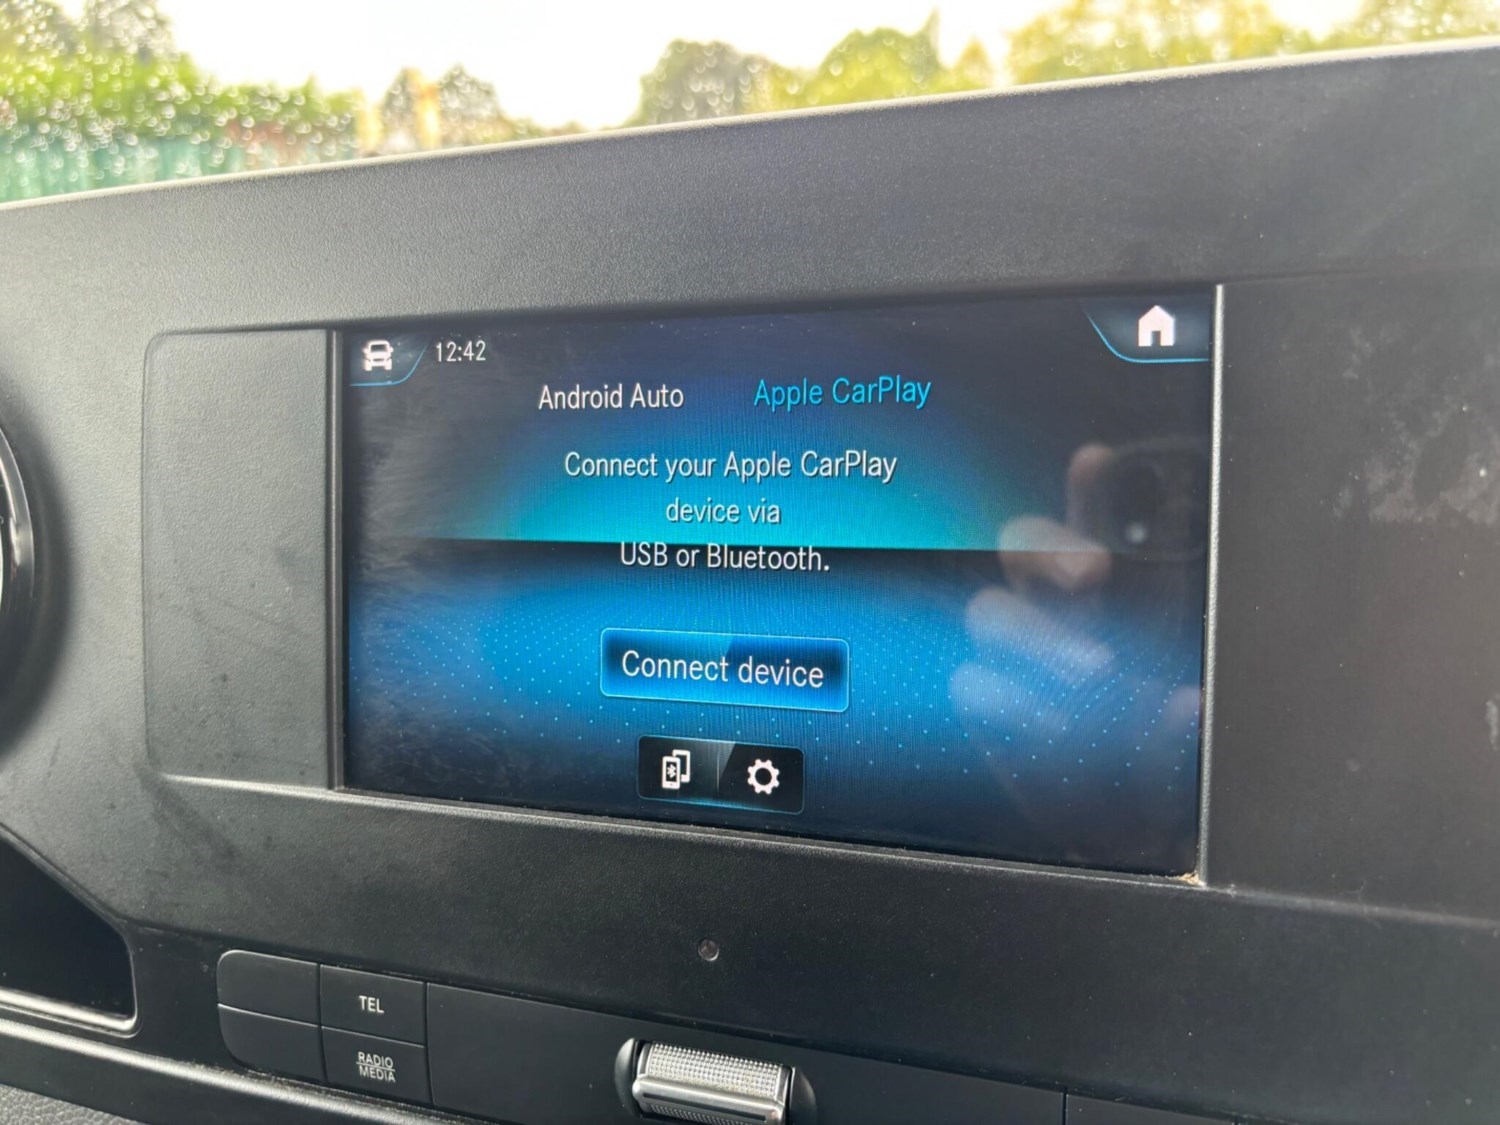 12:42
Android Auto Apple CarPlay
Connect your Apple CarPlay
device via
USB or Bluetooth.
Connect device
TEL
RADIO
MEDIA